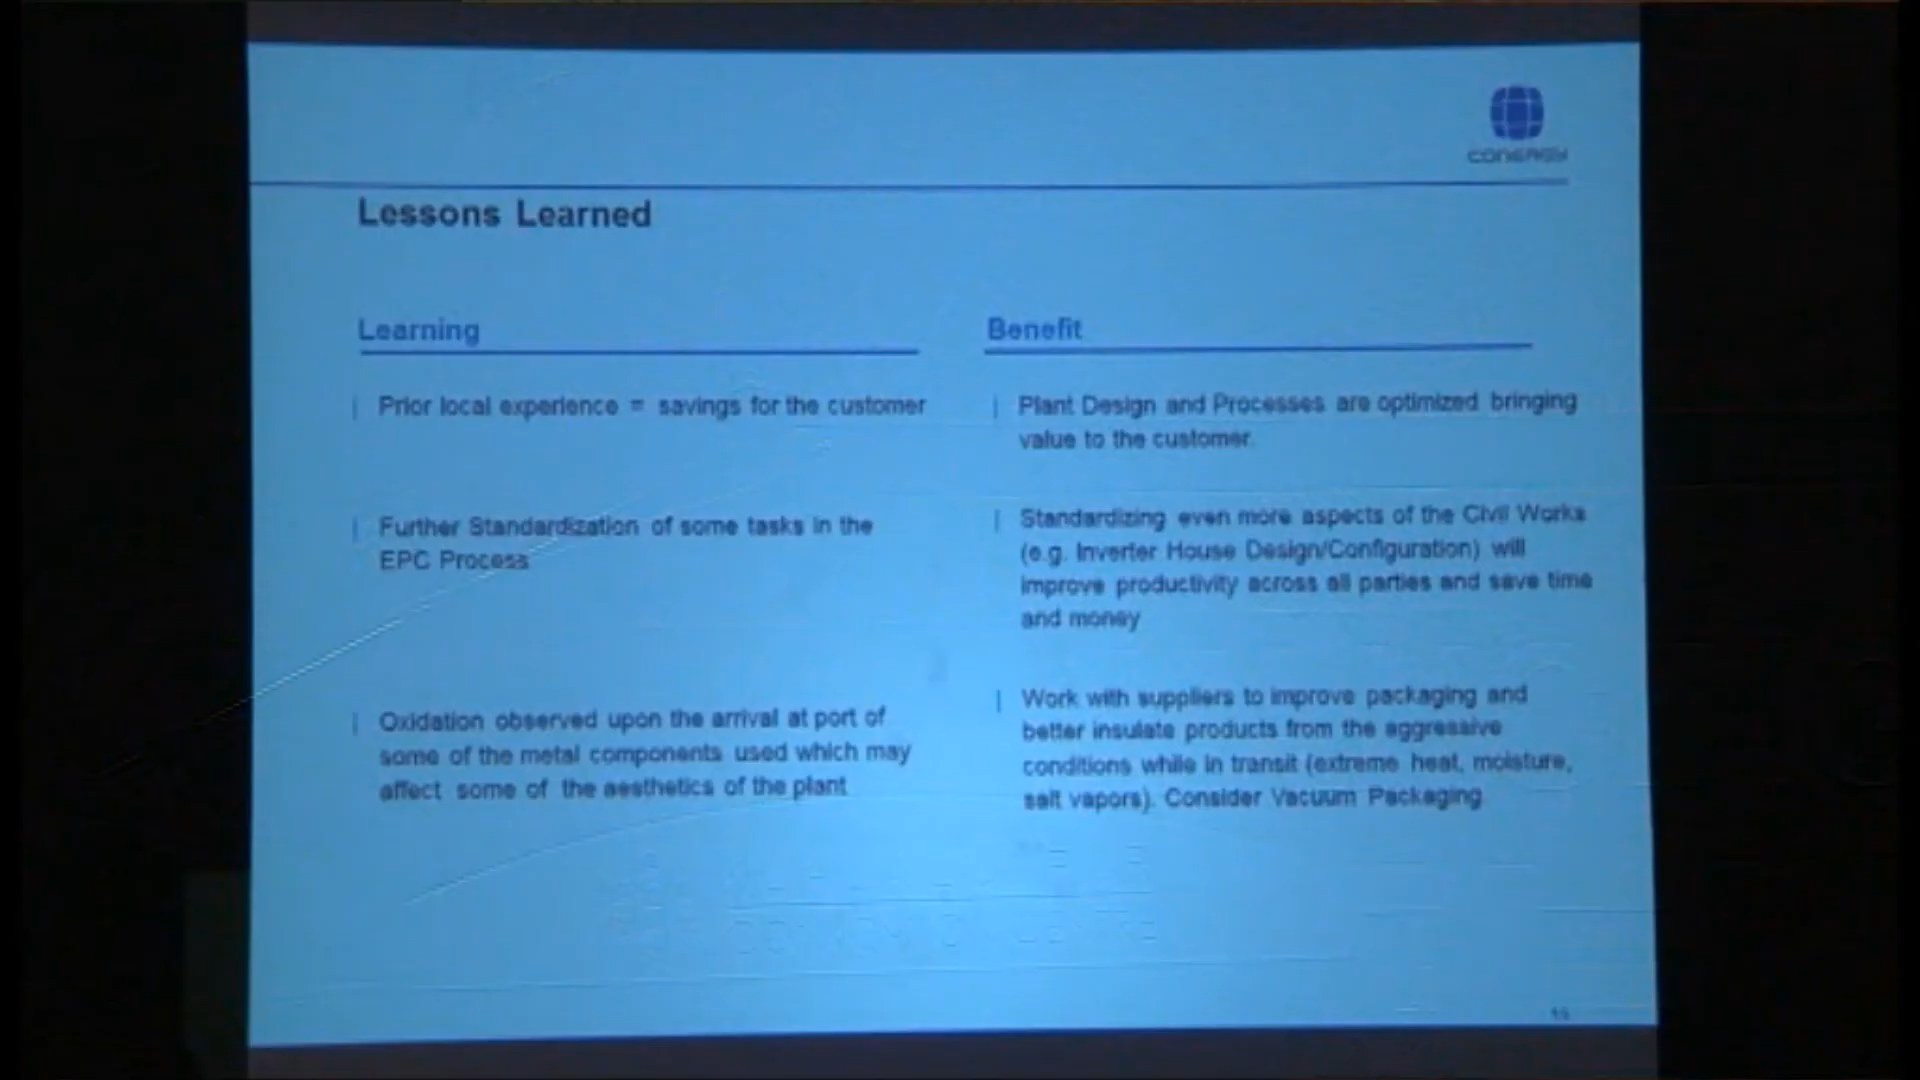 CONERGY
Lessons Learned
Learning
Benefit
| Prior local experience = savings for the customer
| Plant Design and Processes are optimized bringing
value to the customer.
| Further Standardization of some tasks in the
EPC Process
| Standardizing even more aspects of the Civil Works
(e.g. Inverter House Design/Configuration) will
improve productivity across all parties and save time
and money
| Oxidation observed upon the arrival at port of
some of the metal components used which may
affect some of the aesthetics of the plant
| Work with suppliers to improve packaging and
better insulate products from the aggressive
conditions while in transit (extreme heat, moisture,
salt vapors). Consider Vacuum Packaging